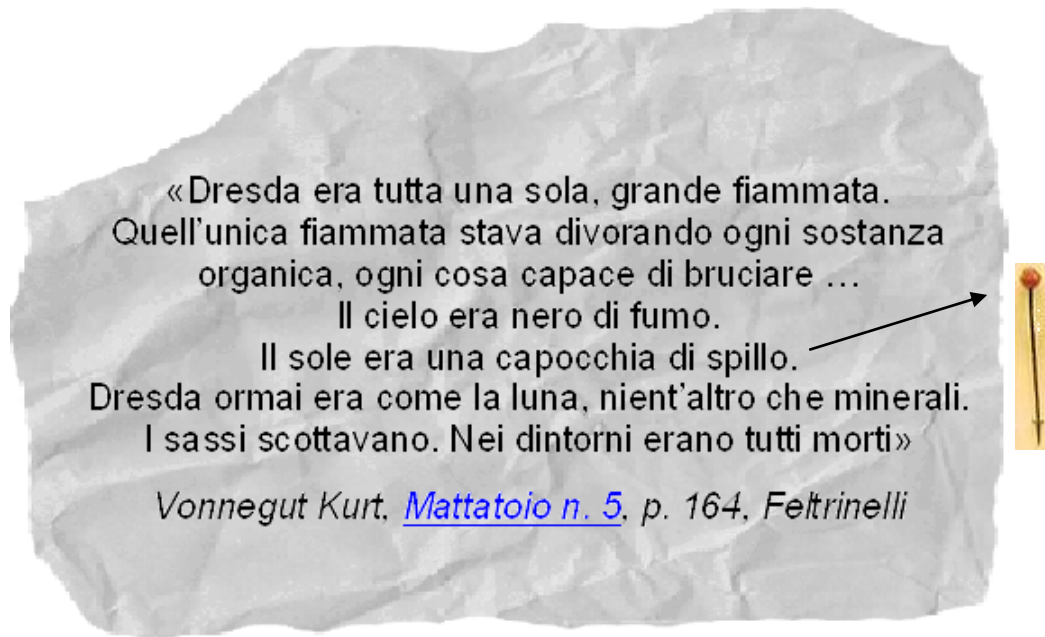 «Dresda era tutta una sola, grande fiammata.
Quell'unica fiammata stava divorando ogni sostanza
organica, ogni cosa capace di bruciare …
Il cielo era nero di fumo.
Il sole era una capocchia di spillo.
Dresda ormai era come la luna, nient'altro che minerali.
I sassi scottavano. Nei dintorni erano tutti morti»
Vonnegut Kurt, Mattatoio n. 5, p. 164, Feltrinelli